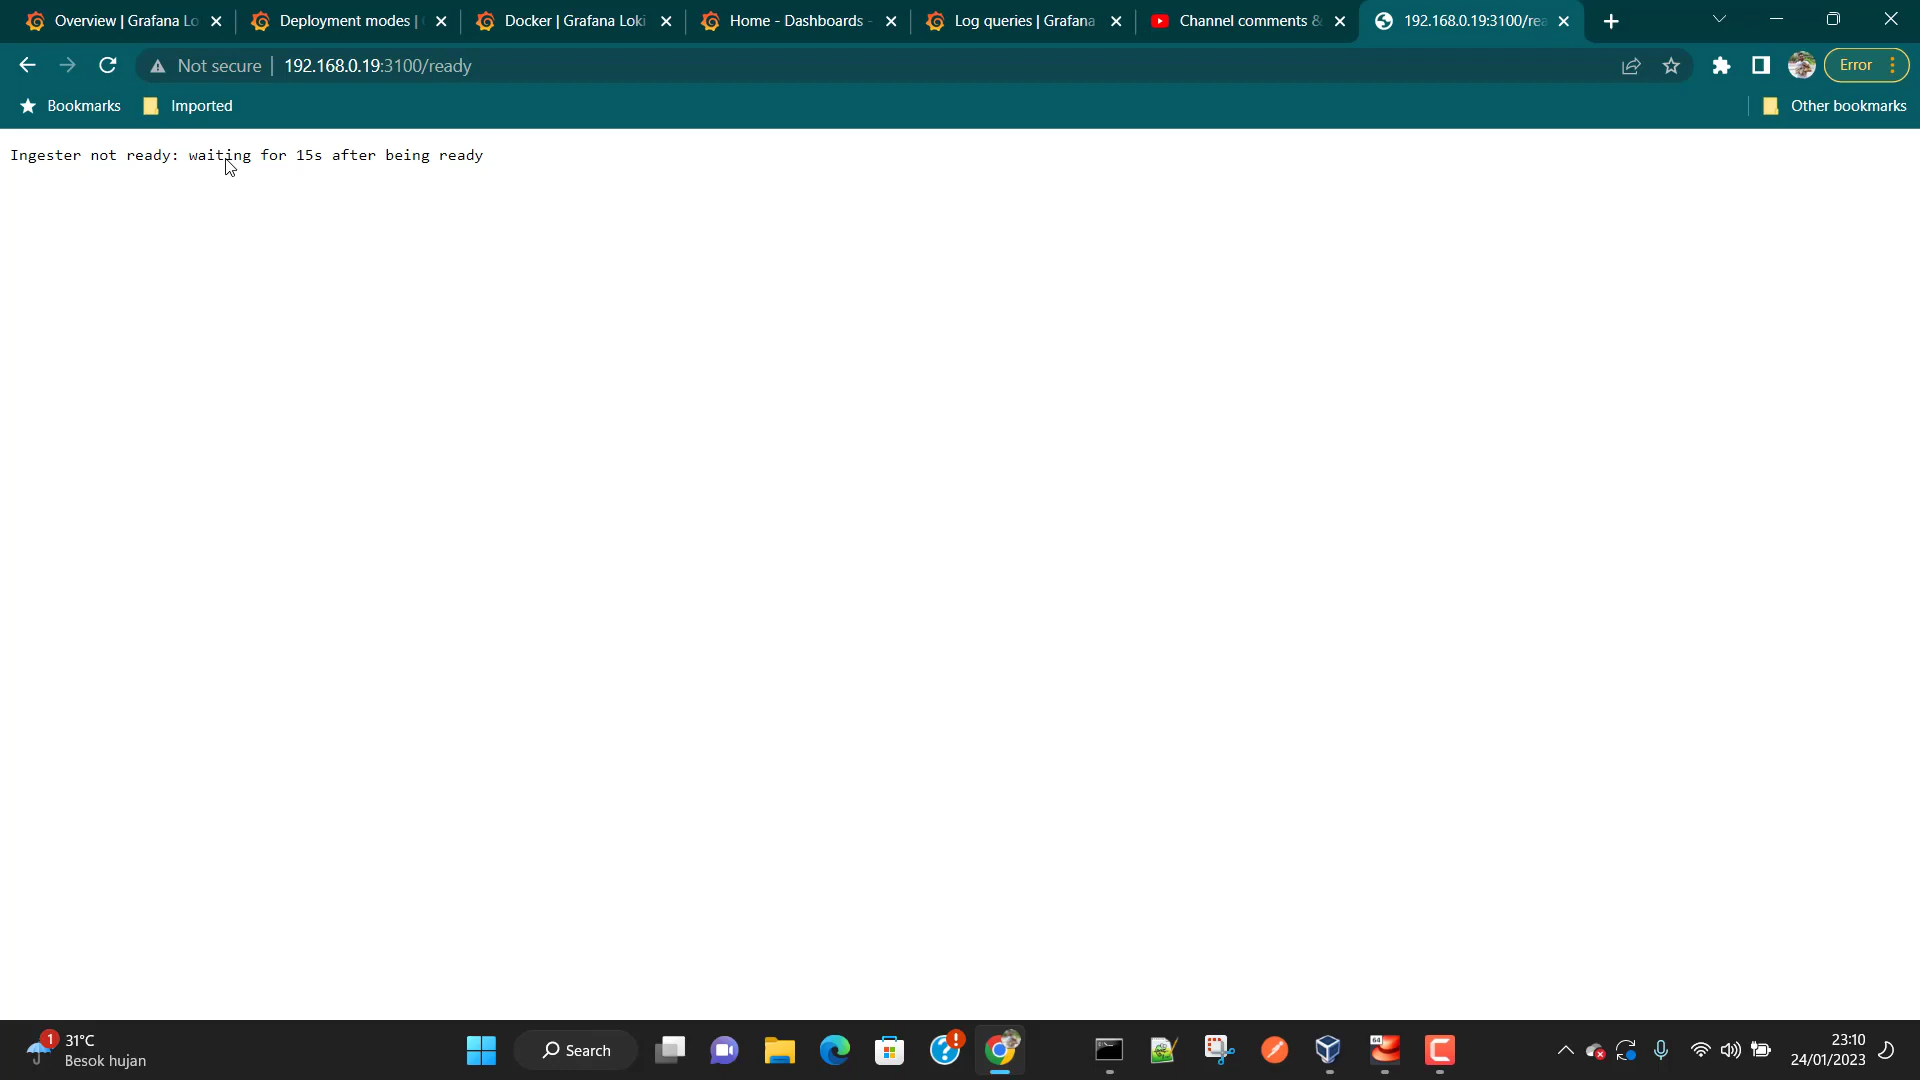 Overview | Grafana Lo
Deployment modes |
Docker | Grafana Loki
Home - Dashboards -
Log queries | Grafana
Channel comments &
192.168.0.19:3100/rea
Not secure
192.168.0.19:3100/ready
Error
Bookmarks
Imported
Other bookmarks
Ingester not ready: waiting for 15s after being ready
1
31°C
Besok hujan
Search
64
23:10
24/01/2023